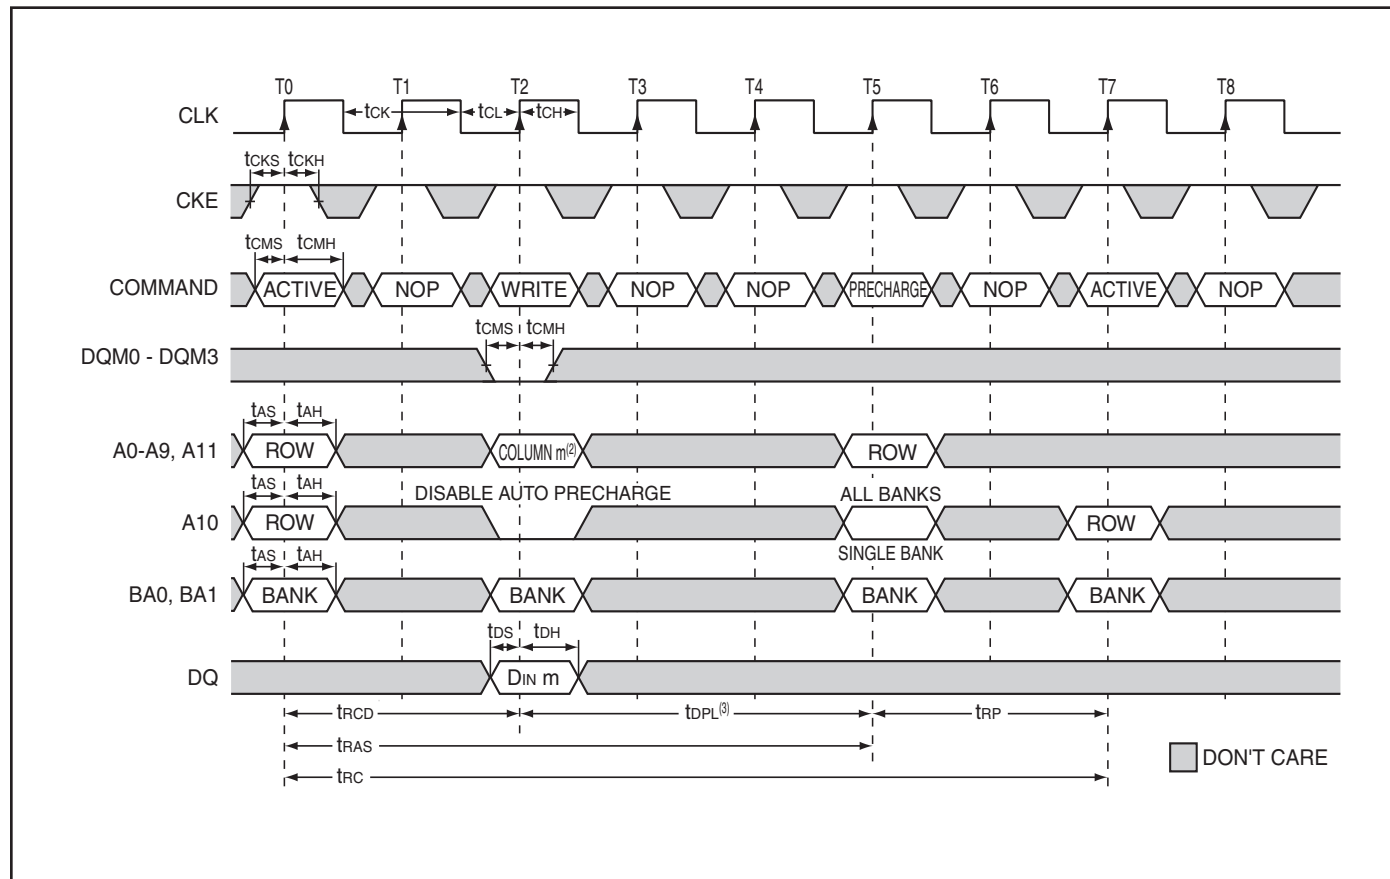 T0 T1 T2 T3 T4 T5 T6 T7 T8
CLK tCK tCL tCH
tCKS tCKH
CKE
tCMS tCMH
COMMAND ACTIVE NOP WRITE NOP NOP PRECHARGE NOP ACTIVE NOP
tCMS tCMH
DQM0 - DQM3
tAS tAH
A0-A9, A11 ROW COLUMN m(2) ROW
tAS tAH DISABLE AUTO PRECHARGE ALL BANKS
A10 ROW ROW
tAS tAH SINGLE BANK
BA0, BA1 BANK BANK BANK BANK
tDS tDH
DQ DIN m
tRCD tDPL(3) tRP
tRAS
DON'T CARE
tRC